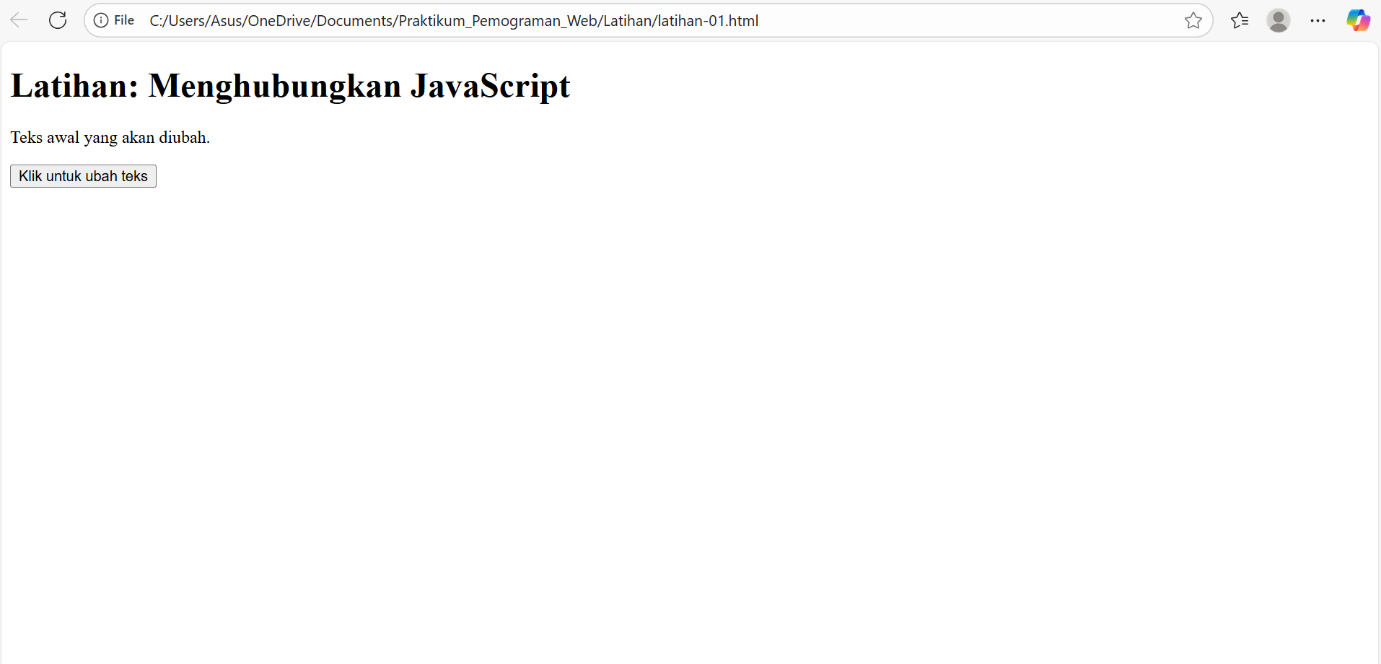 File C:/Users/Asus/OneDrive/Documents/Praktikum_Pemograman_Web/Latihan/latihan-01.html
Latihan: Menghubungkan JavaScript
Teks awal yang akan diubah.
Klik untuk ubah teks